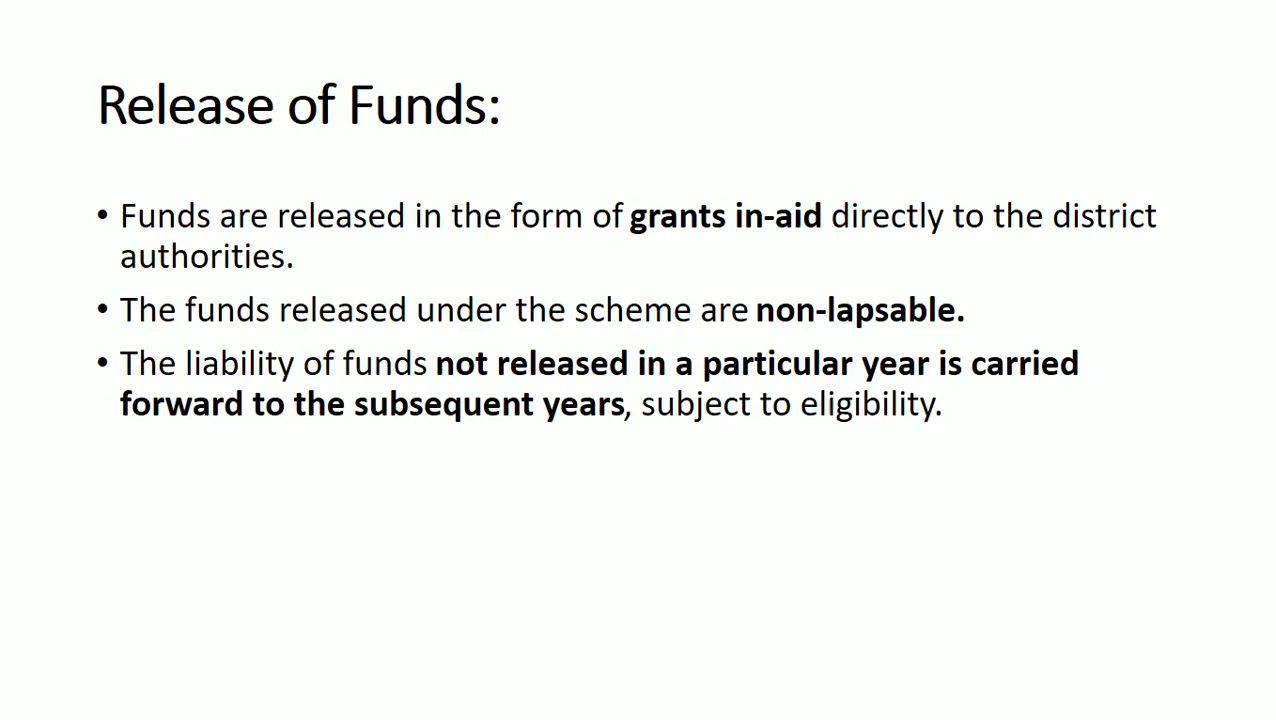 Release of Funds:
• Funds are released in the form of grants in-aid directly to the district
authorities.
• The funds released under the scheme are non-lapsable.
• The liability of funds not released in a particular year is carried
forward to the subsequent years, subject to eligibility.